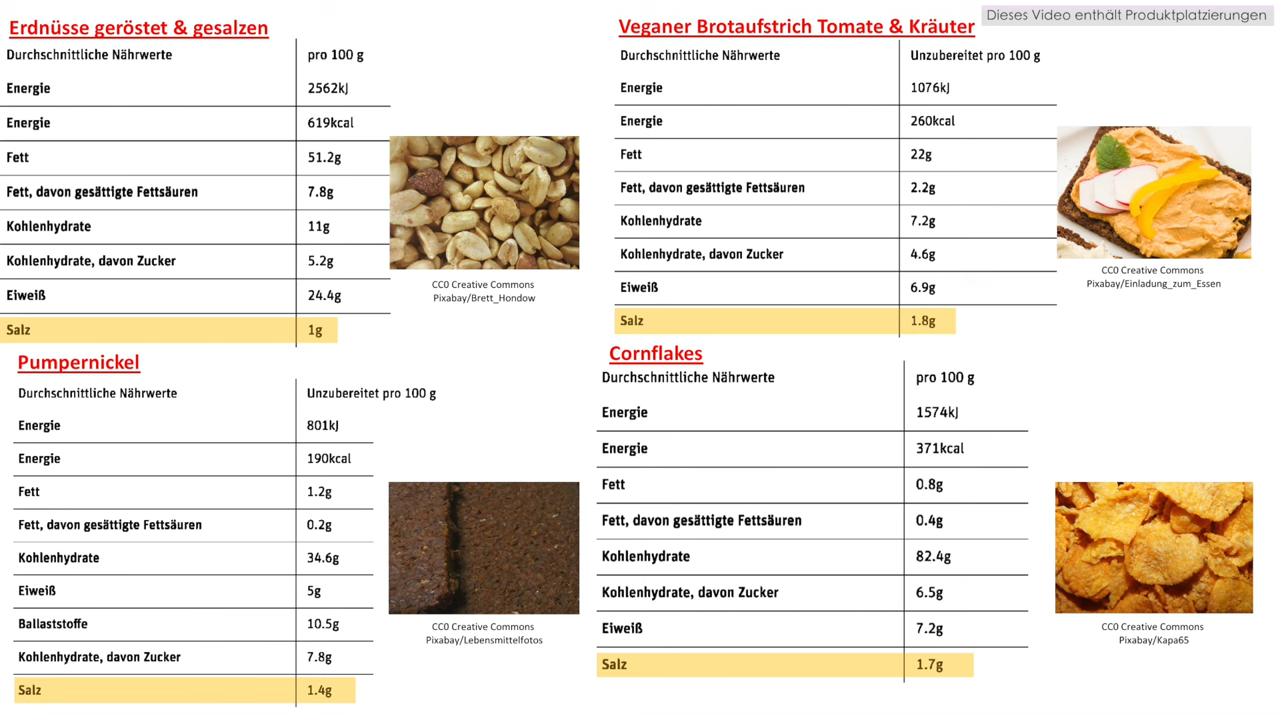 Dieses Video enthält Produktplatzierungen
Erdnüsse geröstet & gesalzen
Durchschnittliche Nährwerte pro 100 g
Energie 2562kJ
Energie 619kcal
Fett 51.2g
Fett, davon gesättigte Fettsäuren 7.8g
Kohlenhydrate 11g
Kohlenhydrate, davon Zucker 5.2g
Eiweiß 24.4g
Salz 1g
CC0 Creative Commons
Pixabay/Brett_Hondow
Veganer Brotaufstrich Tomate & Kräuter
Durchschnittliche Nährwerte Unzubereitet pro 100 g
Energie 1076kJ
Energie 260kcal
Fett 22g
Fett, davon gesättigte Fettsäuren 2.2g
Kohlenhydrate 7.2g
Kohlenhydrate, davon Zucker 4.6g
Eiweiß 6.9g
Salz 1.8g
CC0 Creative Commons
Pixabay/Einladung_zum_Essen
Pumpernickel
Durchschnittliche Nährwerte Unzubereitet pro 100 g
Energie 801kJ
Energie 190kcal
Fett 1.2g
Fett, davon gesättigte Fettsäuren 0.2g
Kohlenhydrate 34.6g
Eiweiß 5g
Ballaststoffe 10.5g
Kohlenhydrate, davon Zucker 7.8g
Salz 1.4g
CC0 Creative Commons
Pixabay/Lebensmittelfotos
Cornflakes
Durchschnittliche Nährwerte pro 100 g
Energie 1574kJ
Energie 371kcal
Fett 0.8g
Fett, davon gesättigte Fettsäuren 0.4g
Kohlenhydrate 82.4g
Kohlenhydrate, davon Zucker 6.5g
Eiweiß 7.2g
Salz 1.7g
CC0 Creative Commons
Pixabay/Kapa65